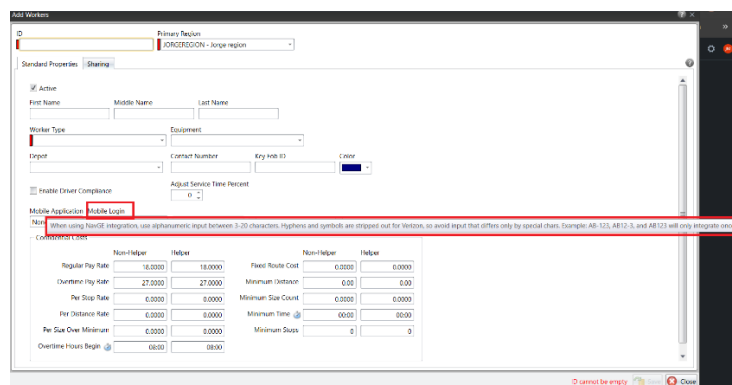 Add Workers
ID Primary Region
JORGEREGION - Jorge region
Standard Properties Sharing
Active
First Name Middle Name Last Name
Worker Type Equipment
Depot Contact Number Key Fob ID Color
Enable Driver Compliance Adjust Service Time Percent
0
Mobile Application Mobile Login
When using NavGE integration, use alphanumeric input between 3-20 characters. Hyphens and symbols are stripped out for Verizon, so avoid input that differs only by special chars. Example: AB-123, AB12-3, and AB123 will only integrate once
Non-Helper Helper Non-Helper Helper
Regular Pay Rate 18.0000 18.0000 Fixed Route Cost 0.0000 0.0000
Overtime Pay Rate 27.0000 27.0000 Minimum Distance 0.00 0.00
Per Stop Rate 0.0000 0.0000 Minimum Size Count 0.0000 0.0000
Per Distance Rate 0.0000 0.0000 Minimum Time 00:00 00:00
Per Size Over Minimum 0.0000 0.0000 Minimum Stops 0 0
Overtime Hours Begin 08:00 08:00
ID cannot be empty Save Close